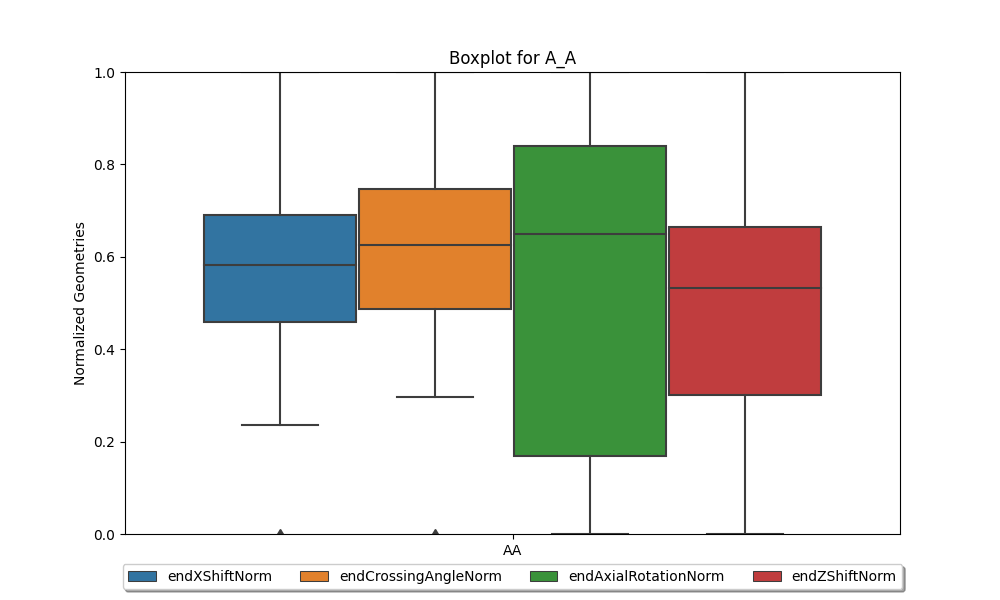 Boxplot for A_A
1.0
0.8
0.6
0.4
0.2
0.0
Normalized Geometries
AA
endXShiftNorm endCrossingAngleNorm endAxialRotationNorm endZShiftNorm